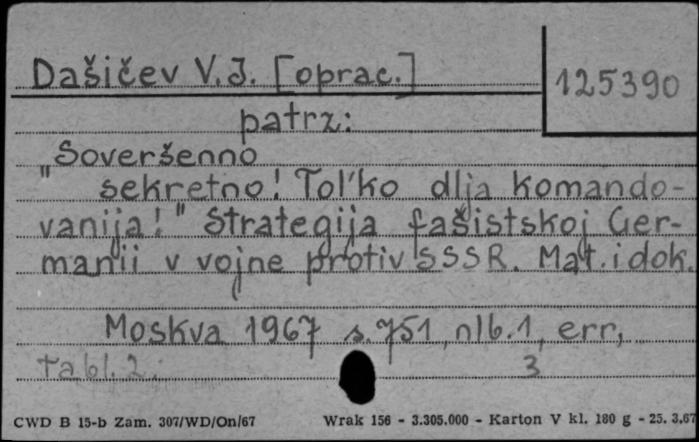 Dašičev V.J. [oprac.]
125390
patrz:
"Soveršenno
sekretno! Tol'ko dlja komando-
vanija!" Strategija fašistskoj Ger-
manii v vojne protiv SSSR. Mat. i dok.
Moskva 1967 s. 751, nlb. 1, err,
tabl. 2. 3
CWD B 15-b Zam. 307/WD/On/67 Wrak 156 - 3.305.000 - Karton V kl. 180 g - 25. 3.67